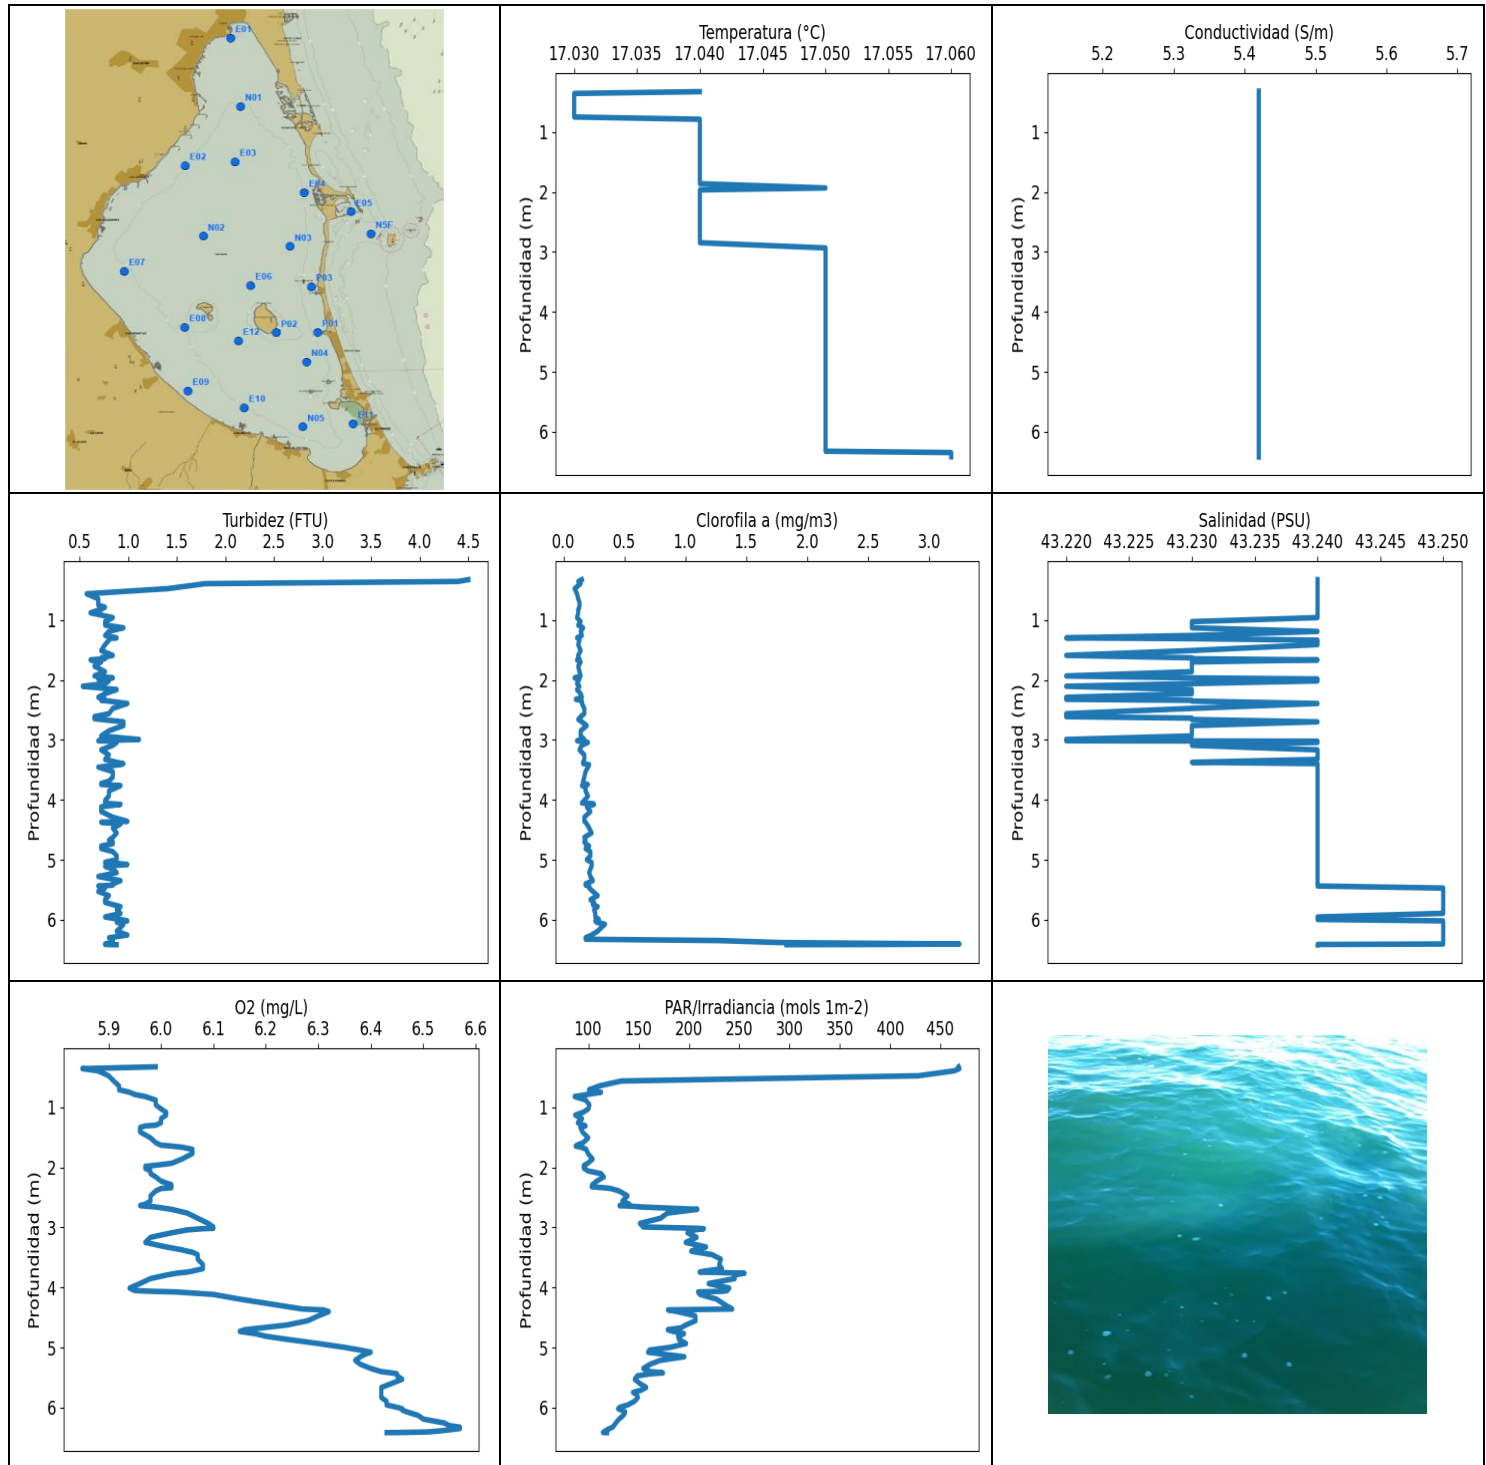 E01
N01
E02
E03
E04
E05
N5F
N02
N03
E07
E06
P03
E08
E12
P02
P01
N04
E09
E10
N05
E11
Temperatura (°C)
17.030 17.035 17.040 17.045 17.050 17.055 17.060
Profundidad (m)
1
2
3
4
5
6
Conductividad (S/m)
5.2 5.3 5.4 5.5 5.6 5.7
Profundidad (m)
1
2
3
4
5
6
Turbidez (FTU)
0.5 1.0 1.5 2.0 2.5 3.0 3.5 4.0 4.5
Profundidad (m)
1
2
3
4
5
6
Clorofila a (mg/m3)
0.0 0.5 1.0 1.5 2.0 2.5 3.0
Profundidad (m)
1
2
3
4
5
6
Salinidad (PSU)
43.220 43.225 43.230 43.235 43.240 43.245 43.250
Profundidad (m)
1
2
3
4
5
6
O2 (mg/L)
5.9 6.0 6.1 6.2 6.3 6.4 6.5 6.6
Profundidad (m)
1
2
3
4
5
6
PAR/Irradiancia (mols 1m-2)
100 150 200 250 300 350 400 450
Profundidad (m)
1
2
3
4
5
6